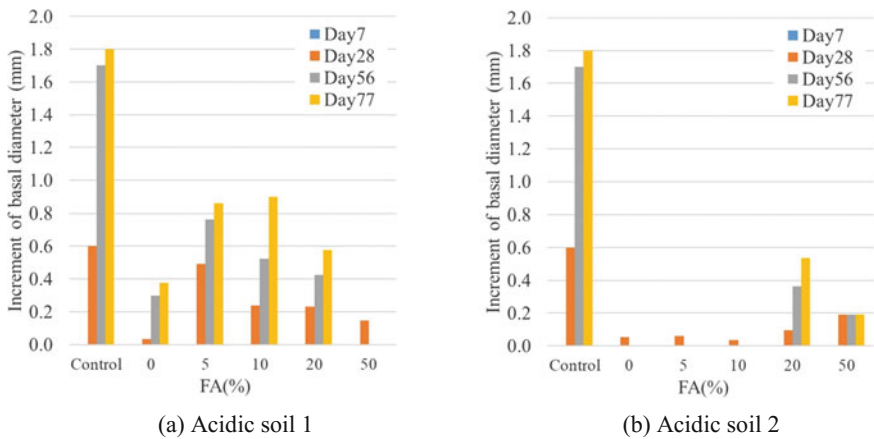 Increment of basal diameter (mm)
2.0
1.8
1.6
1.4
1.2
1.0
0.8
0.6
0.4
0.2
0.0
Day7
Day28
Day56
Day77
Control 0 5 10 20 50
FA(%)
(a) Acidic soil 1
Increment of basal diameter (mm)
2.0
1.8
1.6
1.4
1.2
1.0
0.8
0.6
0.4
0.2
0.0
Day7
Day28
Day56
Day77
Control 0 5 10 20 50
FA(%)
(b) Acidic soil 2